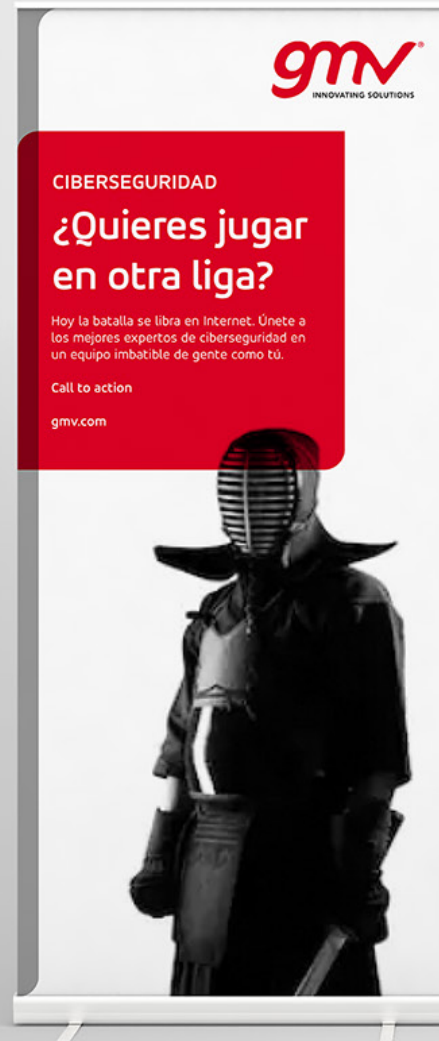 gmv®
INNOVATING SOLUTIONS
CIBERSEGURIDAD
¿Quieres jugar
en otra liga?
Hoy la batalla se libra en Internet. Únete a
los mejores expertos de ciberseguridad en
un equipo imbatible de gente como tú.
Call to action
gmv.com